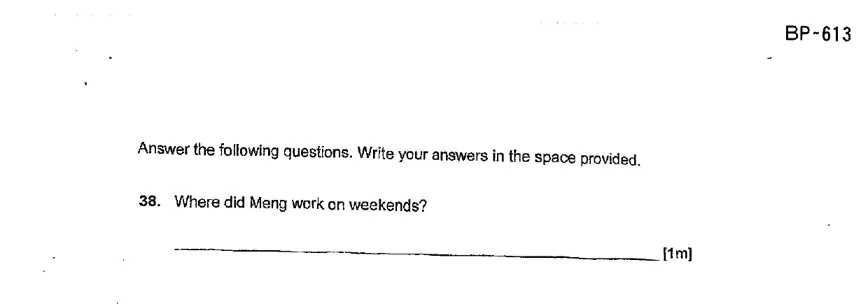 BP-613
Answer the following questions. Write your answers in the space provided.
38. Where did Meng work on weekends?
[1m]